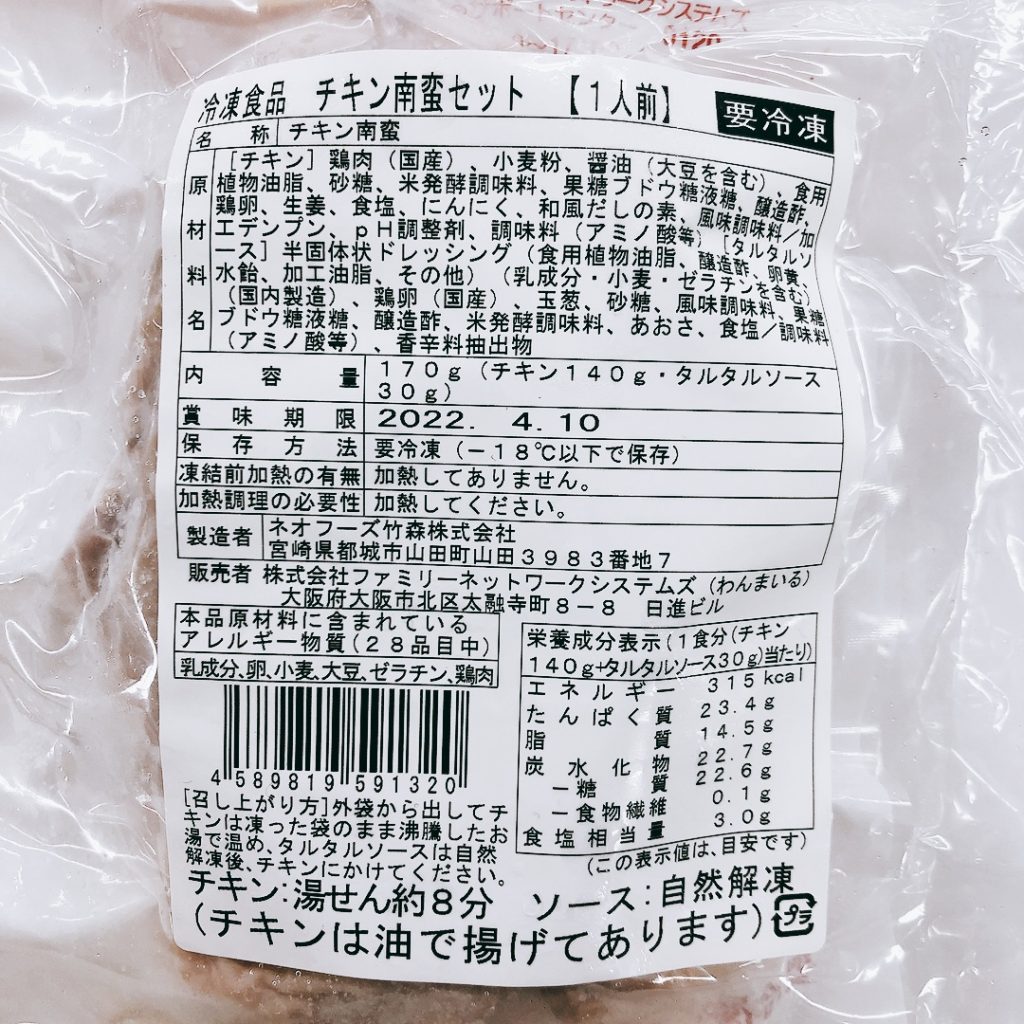 冷凍食品 チキン南蛮セット 【1人前】 要冷凍
名称 チキン南蛮
原材料名
[チキン] 鶏肉 (国産) 、小麦粉、醤油 (大豆を含む) 、食用
植物油脂、砂糖、米発酵調味料、果糖ブドウ糖液糖、醸造酢、
鶏卵、生姜、食塩、にんにく、和風だしの素、風味調味料/加
エデンプン、pH調整剤、調味料 (アミノ酸等) [タルタルソ
ース] 半固体状ドレッシング (食用植物油脂、醸造酢、卵黄、
水飴、加工油脂、その他) (乳成分・小麦・ゼラチンを含む)
(国内製造) 、鶏卵 (国産) 、玉葱、砂糖、風味調味料、果糖
ブドウ糖液糖、醸造酢、米発酵調味料、あおさ、食塩/調味料
(アミノ酸等) 、香辛料抽出物
内容量 170g (チキン140g・タルタルソース
30g)
賞味期限 2022. 4.10
保存方法 要冷凍 (-18℃以下で保存)
凍結前加熱の有無 加熱してありません。
加熱調理の必要性 加熱してください。
製造者 ネオフーズ竹森株式会社
宮崎県都城市山田町山田3983番地7
販売者 株式会社ファミリーネットワークシステムズ (わんまいる)
大阪府大阪市北区太融寺町8-8 日進ビル
本品原材料に含まれている
アレルギー物質(28品目中)
乳成分、卵、小麦、大豆、ゼラチン、鶏肉
4 589819 591320
栄養成分表示(1食分(チキン
140g+タルタルソース30g)当たり)
エネルギー 315kcal
たんぱく質 23.4g
脂質 14.5g
炭水化物 22.7g
-糖質 22.6g
-食物繊維 0.1g
食塩相当量 3.0g
(この表示値は、目安です)
[召し上がり方]外袋から出してチ
キンは凍った袋のまま沸騰したお
湯で温め、タルタルソースは自然
解凍後、チキンにかけてください。
チキン:湯せん約8分 ソース:自然解凍
(チキンは油で揚げてあります) プラ